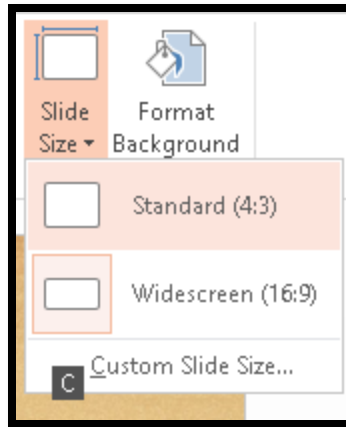 Slide Format
Size Background
Standard (4:3)
Widescreen (16:9)
Custom Slide Size...
C